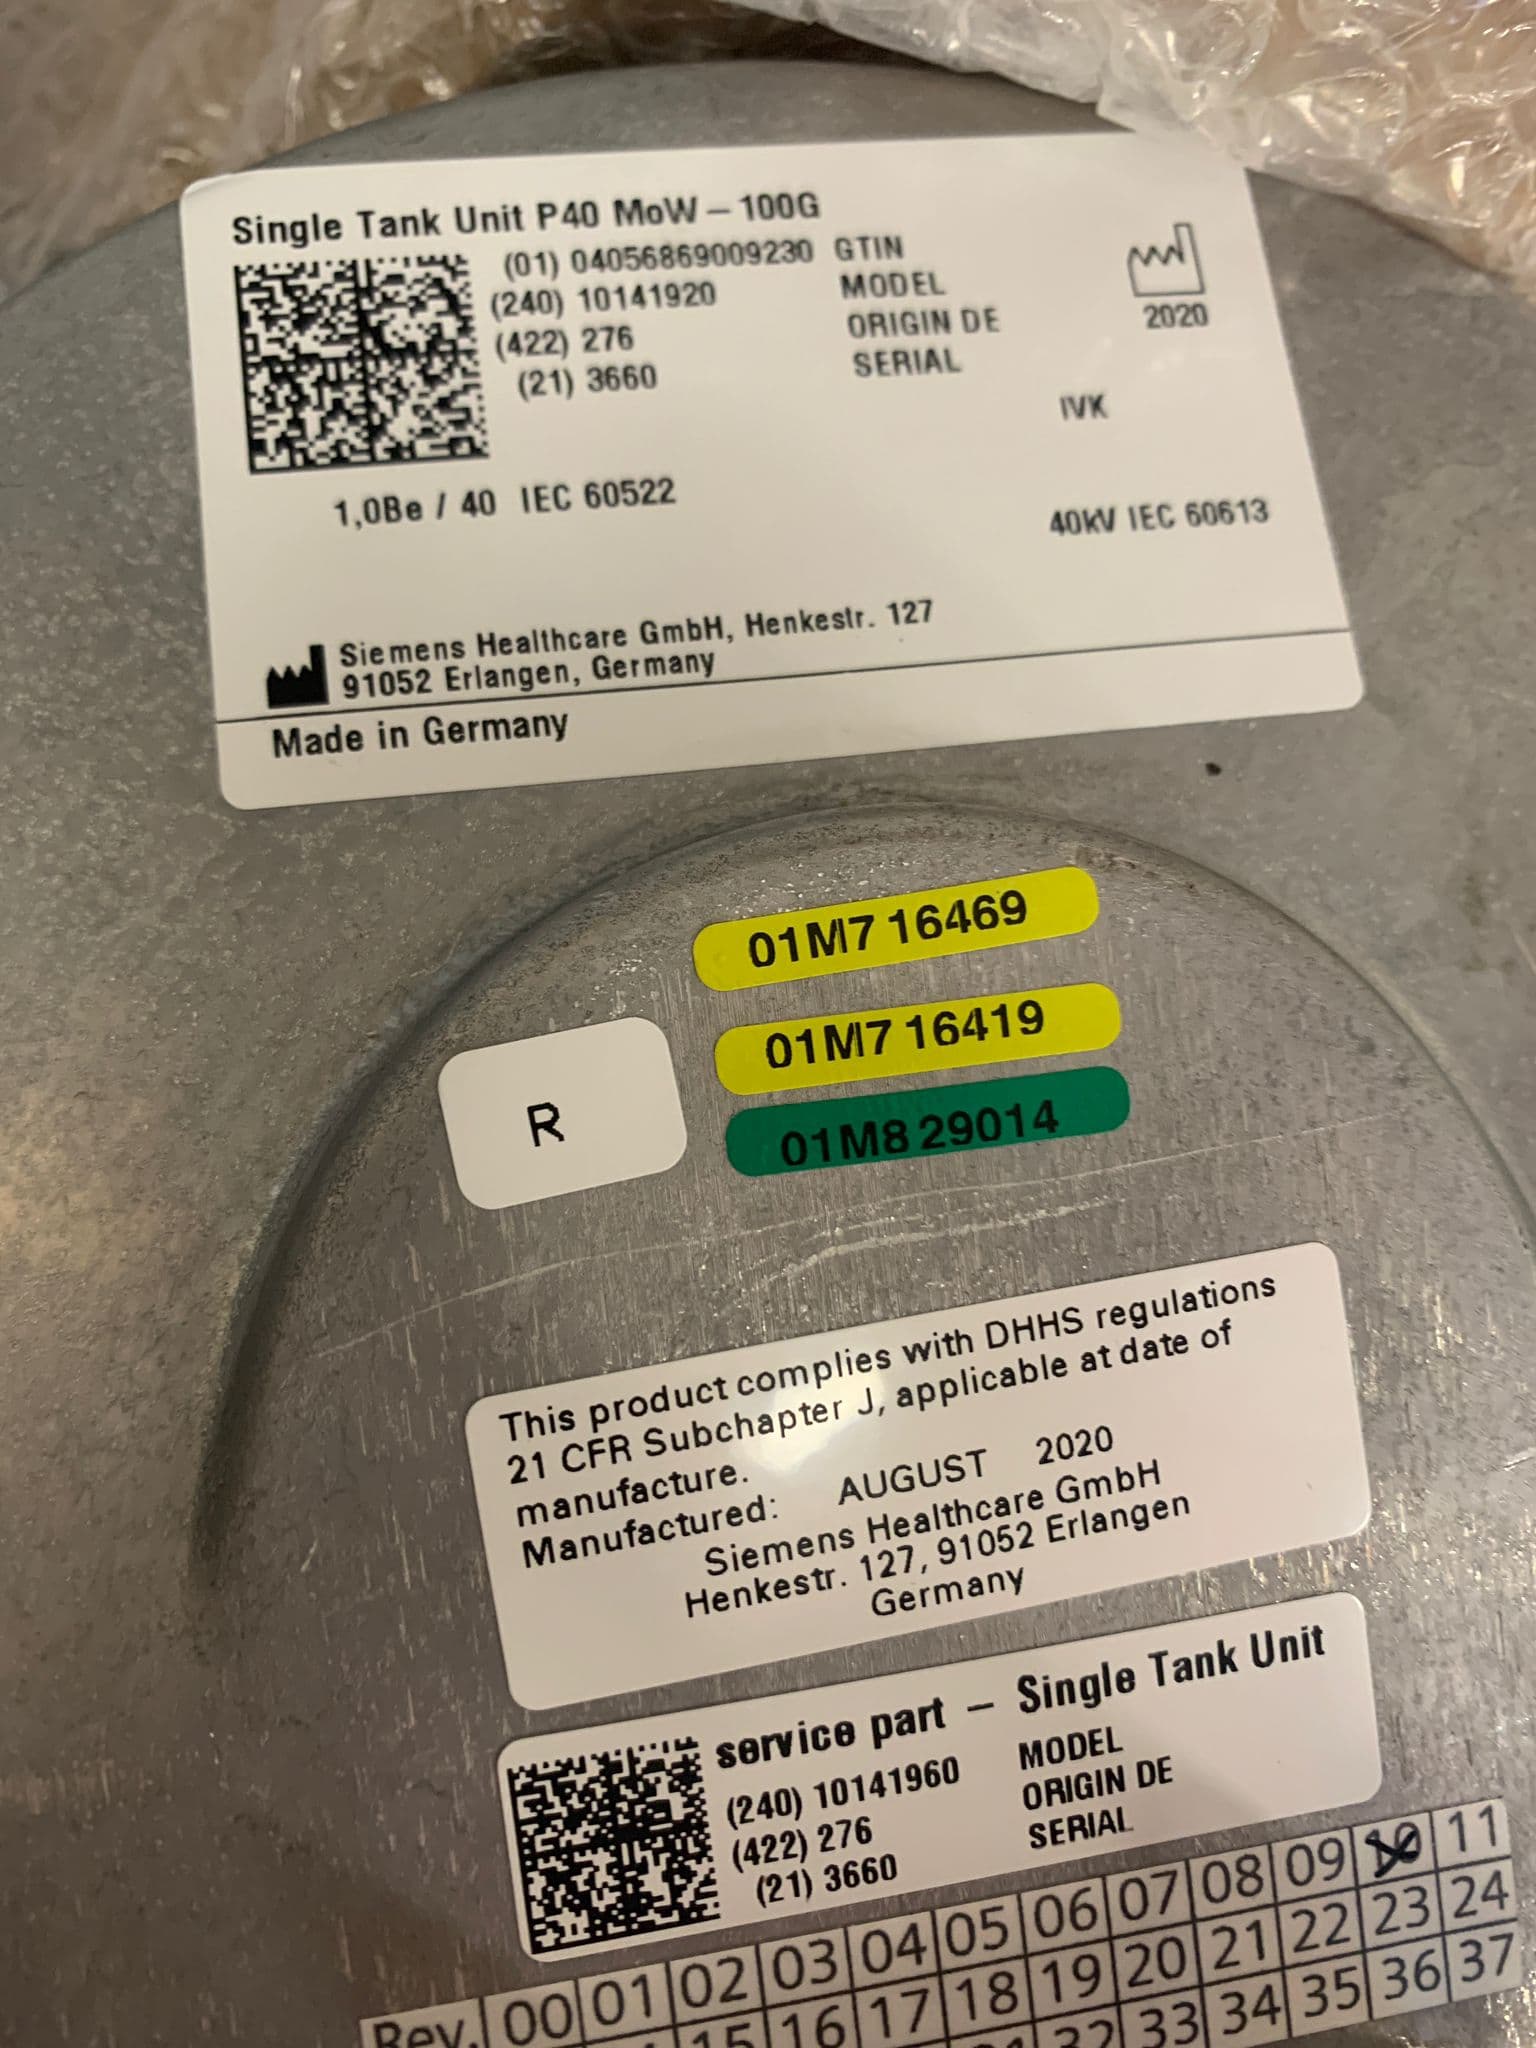 Single Tank Unit P40 MoW – 100G
(01) 04056869009230 GTIN
(240) 10141920 MODEL
(422) 276 ORIGIN DE
(21) 3660 SERIAL
2020
IVK
1,0Be / 40 IEC 60522
40kV IEC 60613
Siemens Healthcare GmbH, Henkestr. 127
91052 Erlangen, Germany
Made in Germany
01M7 16469
01M7 16419
01M8 29014
R
This product complies with DHHS regulations
21 CFR Subchapter J, applicable at date of
manufacture.
Manufactured: AUGUST 2020
Siemens Healthcare GmbH
Henkestr. 127, 91052 Erlangen
Germany
service part – Single Tank Unit
(240) 10141960 MODEL
(422) 276 ORIGIN DE
(21) 3660 SERIAL
Rev. 00 01 02 03 04 05 06 07 08 09 10 11
15 16 17 18 19 20 21 22 23 24
32 33 34 35 36 37